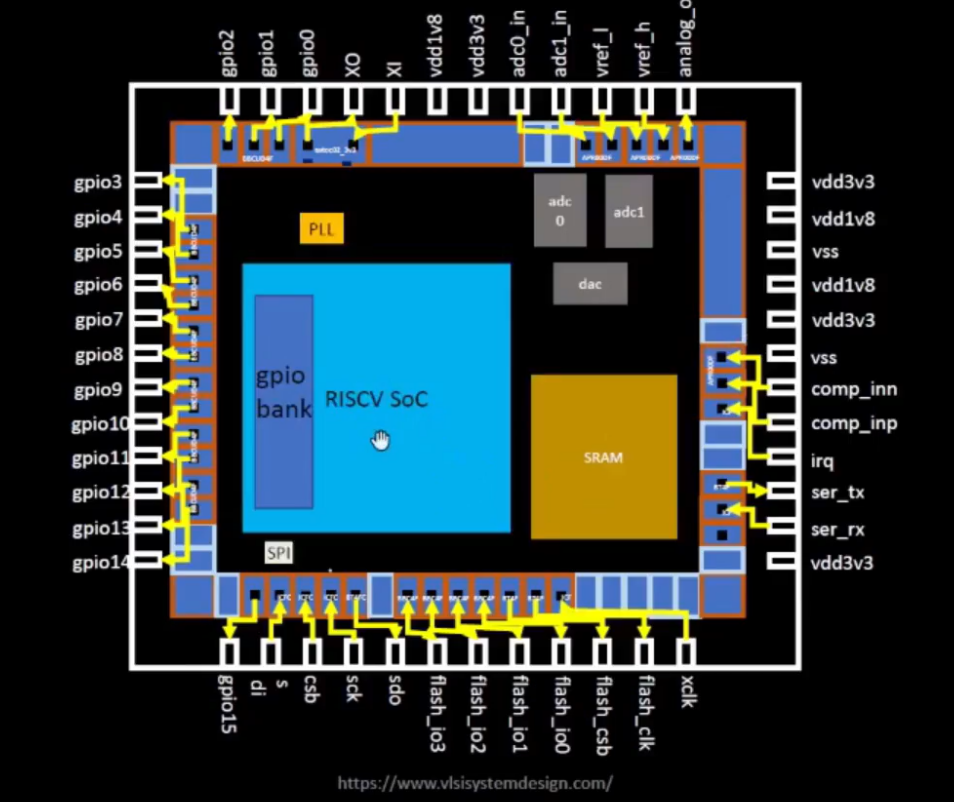 gpio2
gpio1
gpio0
XO
XI
vdd1v8
vdd3v3
adc0_in
adc1_in
vref_l
vref_h
gpio3
gpio4
gpio5
gpio6
gpio7
gpio8
gpio9
gpio10
gpio11
gpio12
gpio13
gpio14
PLL
adc
0
adc1
dac
gpio
bank
RISCV SoC
SRAM
SPI
vdd3v3
vdd1v8
vss
vdd1v8
vdd3v3
vss
comp_inn
comp_inp
irq
ser_tx
ser_rx
vdd3v3
gpio15
di
s
csb
sck
sdo
flash_io3
flash_io2
flash_io1
flash_io0
flash_csb
flash_clk
xclk
https://www.vlsisystemdesign.com/